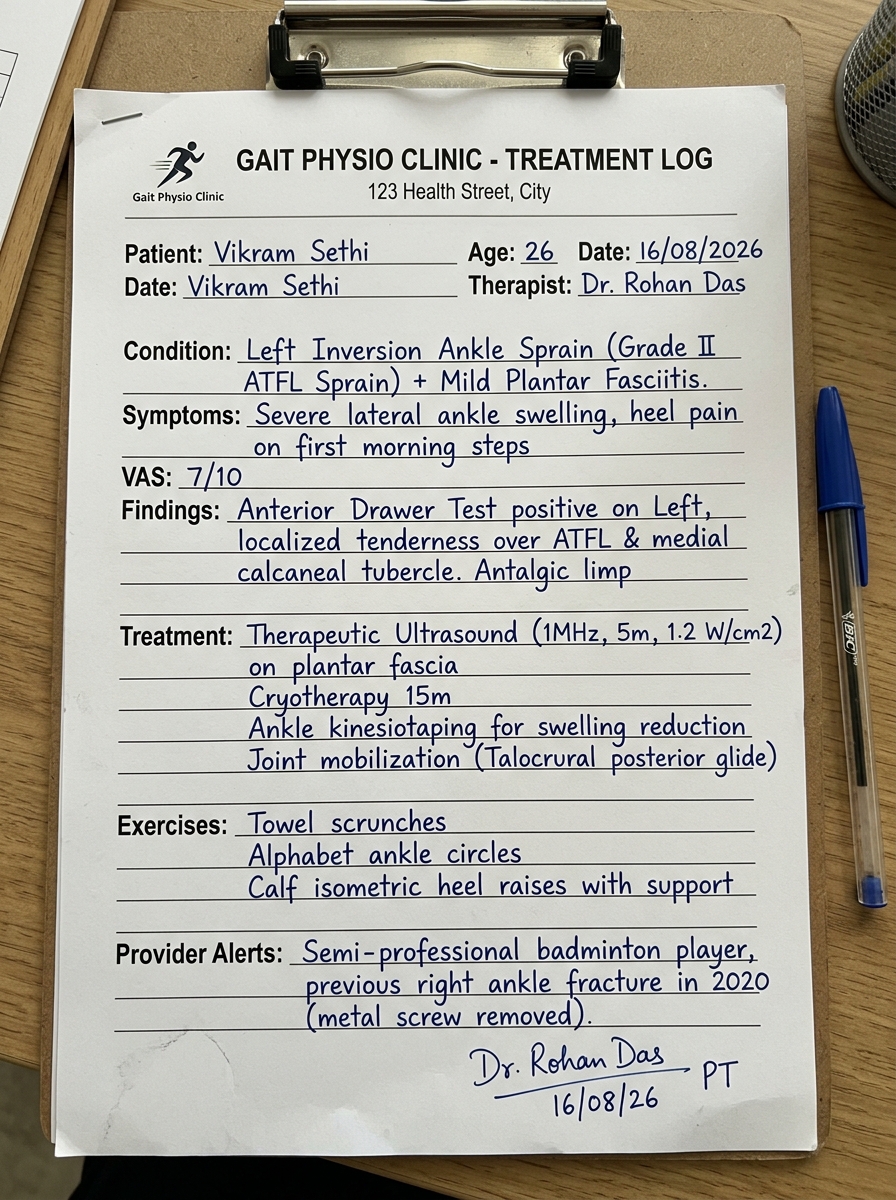 GAIT PHYSIO CLINIC - TREATMENT LOG
Gait Physio Clinic
123 Health Street, City
Patient: Vikram Sethi Age: 26 Date: 16/08/2026
Date: Vikram Sethi Therapist: Dr. Rohan Das
Condition: Left Inversion Ankle Sprain (Grade II
ATFL Sprain) + Mild Plantar Fasciitis.
Symptoms: Severe lateral ankle swelling, heel pain
on first morning steps
VAS: 7/10
Findings: Anterior Drawer Test positive on Left,
localized tenderness over ATFL & medial
calcaneal tubercle. Antalgic limp
Treatment: Therapeutic Ultrasound (1MHz, 5m, 1.2 W/cm2)
on plantar fascia
Cryotherapy 15m
Ankle kinesiotaping for swelling reduction
Joint mobilization (Talocrural posterior glide)
Exercises: Towel scrunches
Alphabet ankle circles
Calf isometric heel raises with support
Provider Alerts: Semi-professional badminton player,
previous right ankle fracture in 2020
(metal screw removed).
Dr. Rohan Das PT
16/08/26
BIC